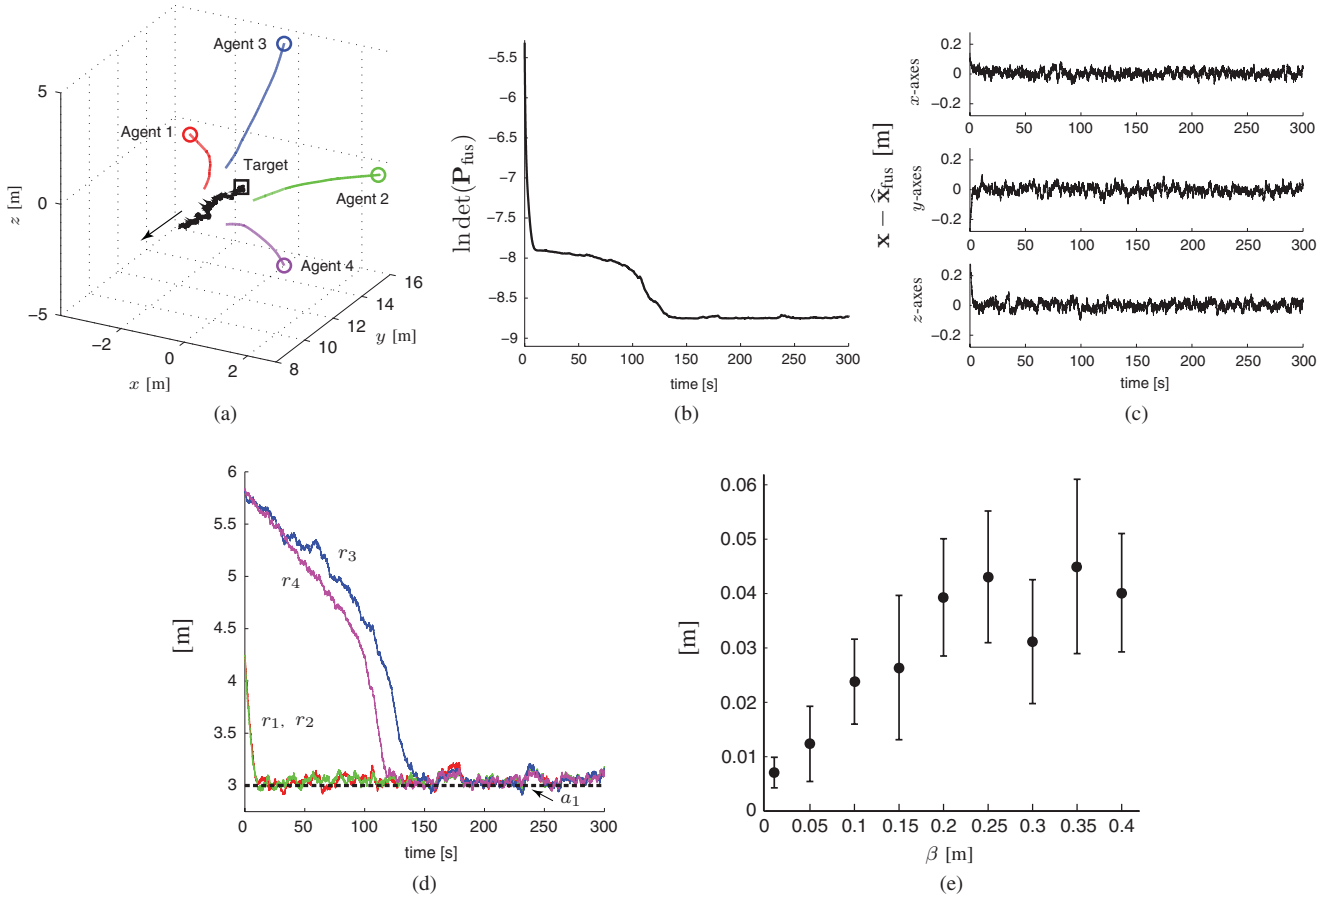 5
0
−5
z [m]
−2
0
2
x [m]
8
10
12
14
16
y [m]
Agent 3
Agent 1
Target
Agent 2
Agent 4
(a)
−5.5
−6
−6.5
−7
−7.5
−8
−8.5
−9
ln det(P_fus)
0 50 100 150 200 250 300
time [s]
(b)
x − x̂_fus [m]
x-axes
0.2
0
−0.2
0 50 100 150 200 250 300
y-axes
0.2
0
−0.2
0 50 100 150 200 250 300
z-axes
0.2
0
−0.2
0 50 100 150 200 250 300
time [s]
(c)
6
5.5
5
4.5
4
3.5
3
[m]
r3
r4
r1, r2
a1
0 50 100 150 200 250 300
time [s]
(d)
0.06
0.05
0.04
0.03
0.02
0.01
0
[m]
0 0.05 0.1 0.15 0.2 0.25 0.3 0.35 0.4
β [m]
(e)